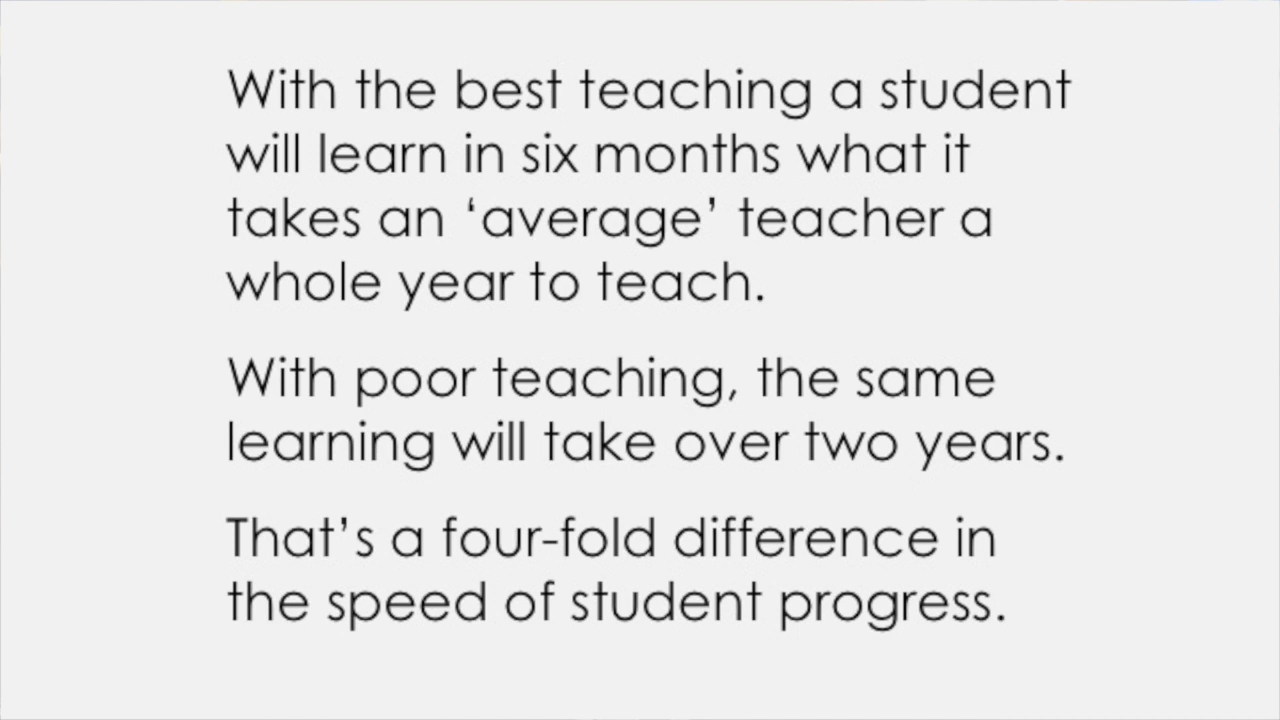 With the best teaching a student
will learn in six months what it
takes an ‘average’ teacher a
whole year to teach.
With poor teaching, the same
learning will take over two years.
That’s a four-fold difference in
the speed of student progress.